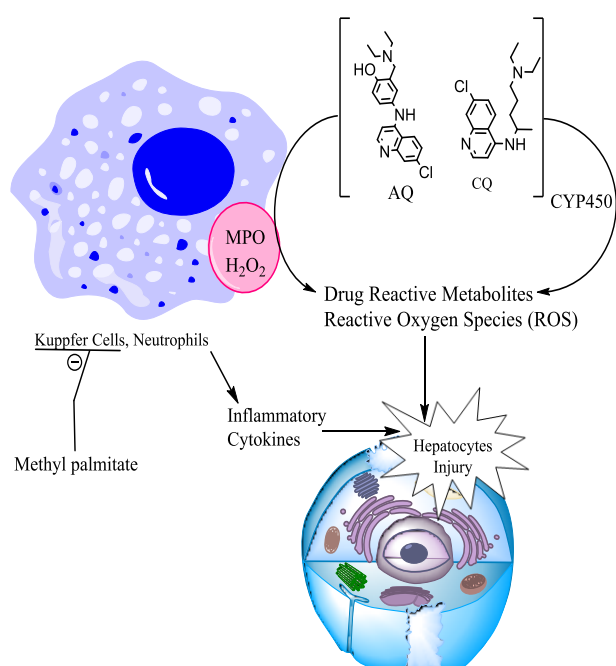 N
HO
NH
N
Cl
AQ
N
Cl
N
NH
CQ
CYP450
MPO
H₂O₂
Drug Reactive Metabolites
Reactive Oxygen Species (ROS)
Kuppfer Cells, Neutrophils
⊖
Inflammatory
Cytokines
Hepatocytes
Injury
Methyl palmitate